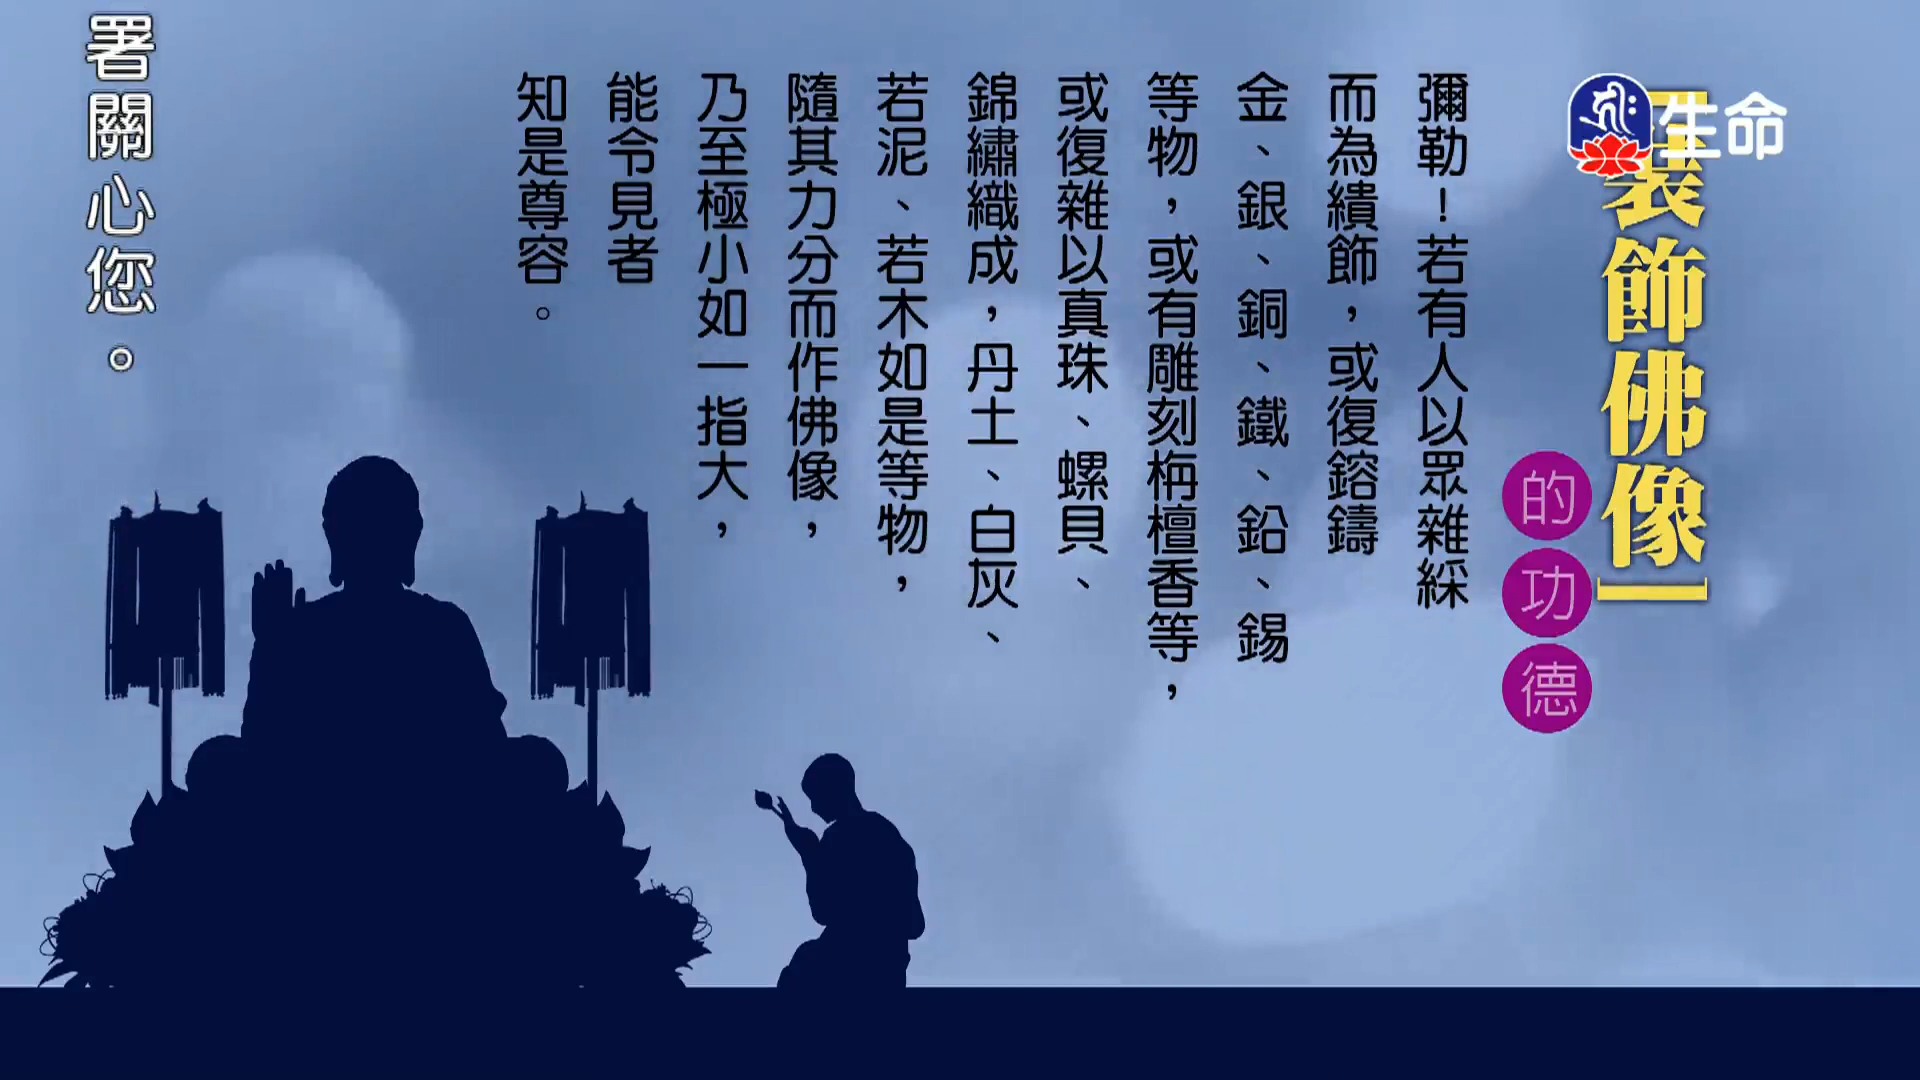 生命
裝飾佛像」
的功德
彌勒！若有人以眾雜綵
而為繢飾，或復鎔鑄
金、銀、銅、鐵、鉛、錫
等物，或有雕刻栴檀香等，
或復雜以真珠、螺貝、
錦繡織成，丹土、白灰、
若泥、若木如是等物，
隨其力分而作佛像，
乃至極小如一指大，
能令見者
知是尊容。
署關心您。